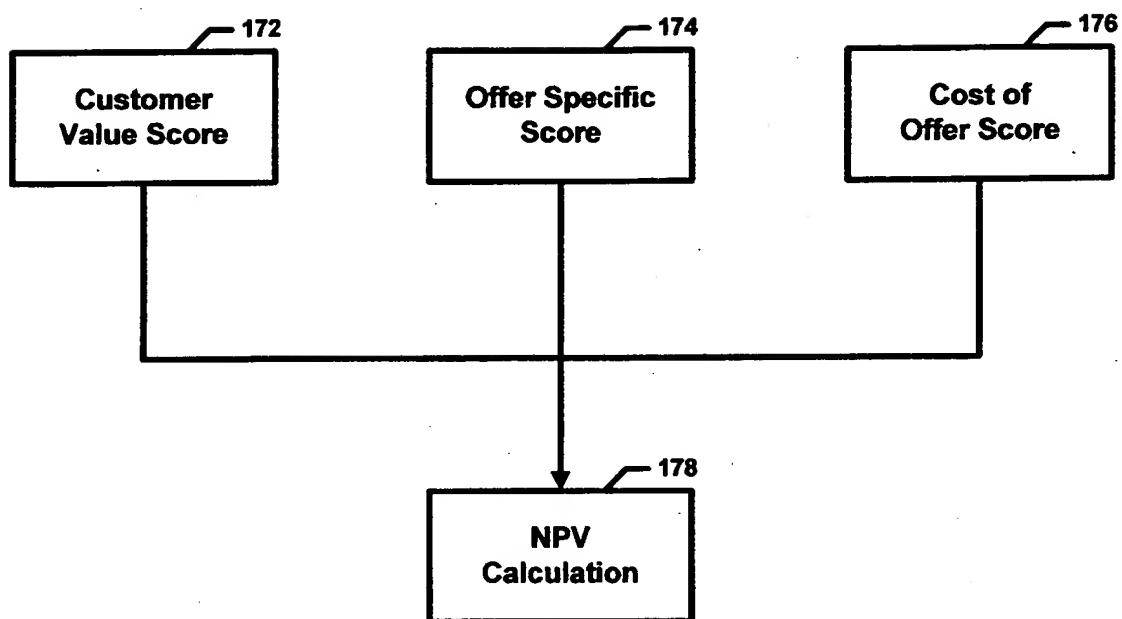 172
174
176
Customer
Value Score
Offer Specific
Score
Cost of
Offer Score
178
NPV
Calculation